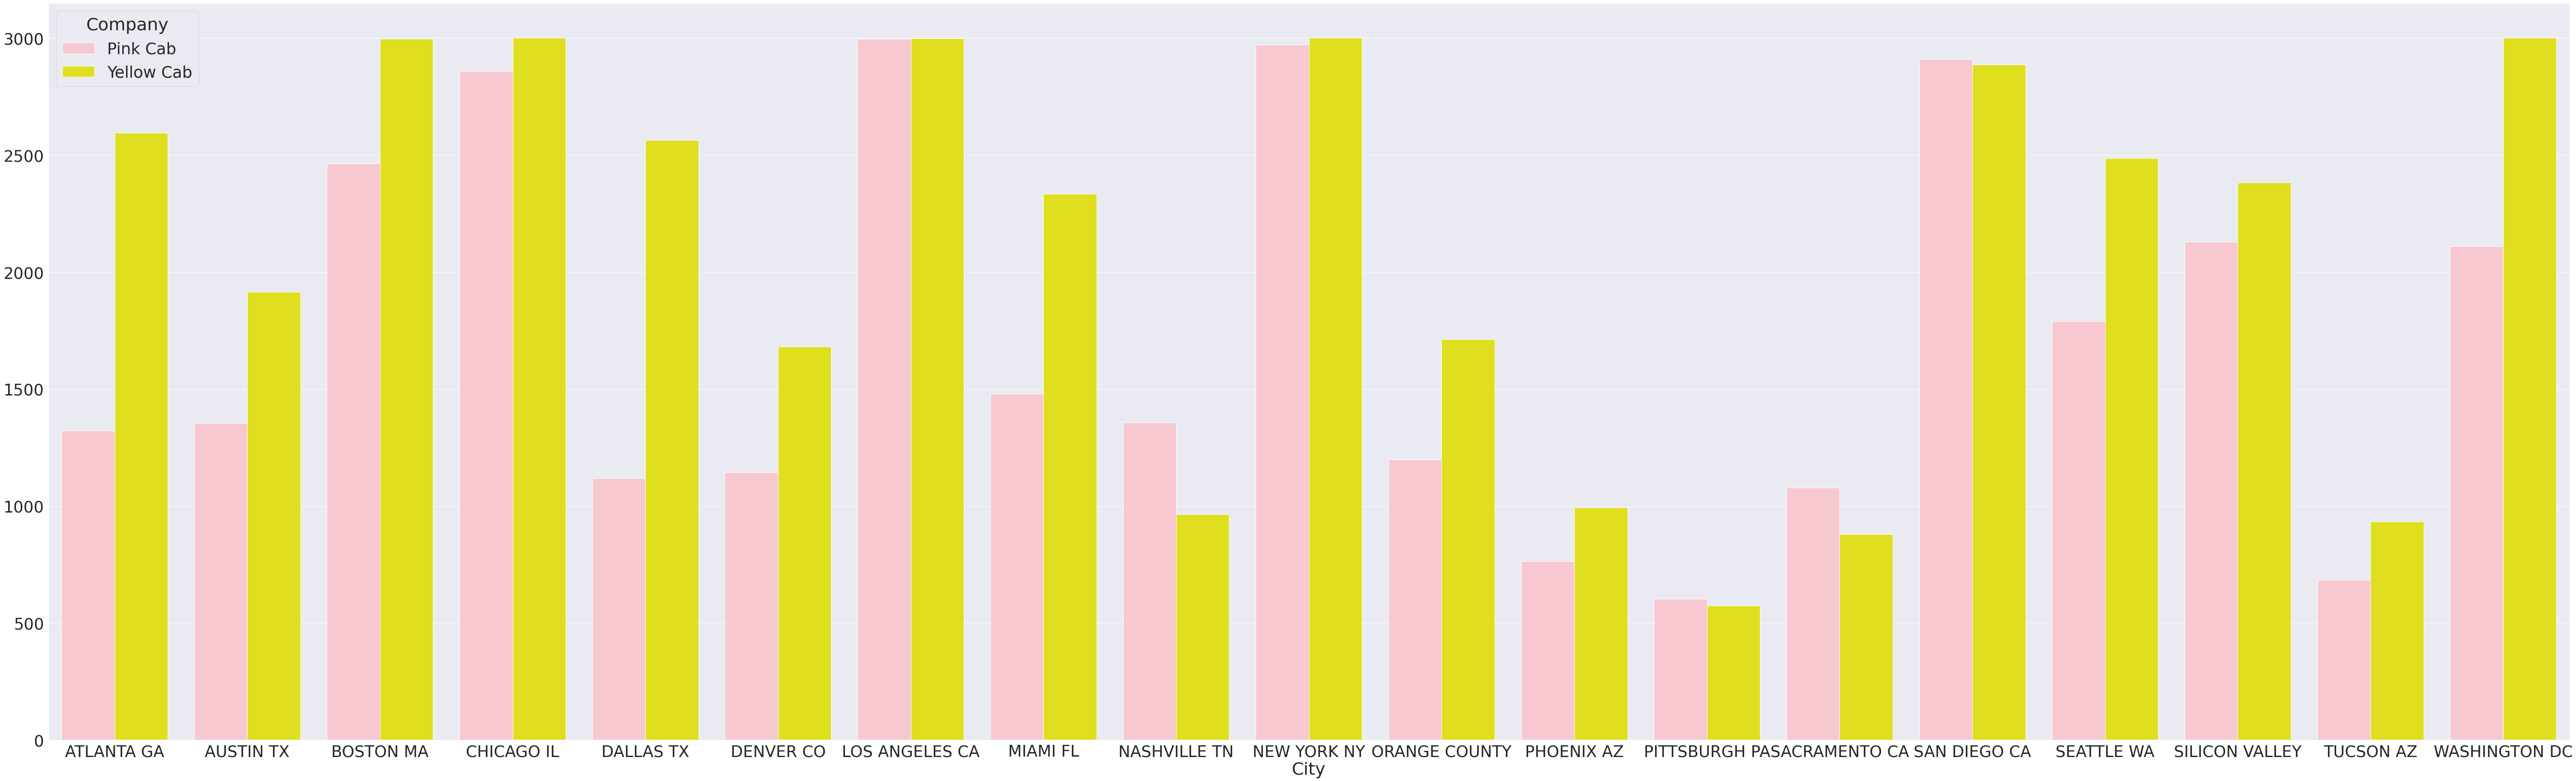 Company
Pink Cab
Yellow Cab
3000
2500
2000
1500
1000
500
0
ATLANTA GA AUSTIN TX BOSTON MA CHICAGO IL DALLAS TX DENVER CO LOS ANGELES CA MIAMI FL NASHVILLE TN NEW YORK NY ORANGE COUNTY PHOENIX AZ PITTSBURGH PA SACRAMENTO CA SAN DIEGO CA SEATTLE WA SILICON VALLEY TUCSON AZ WASHINGTON DC
City